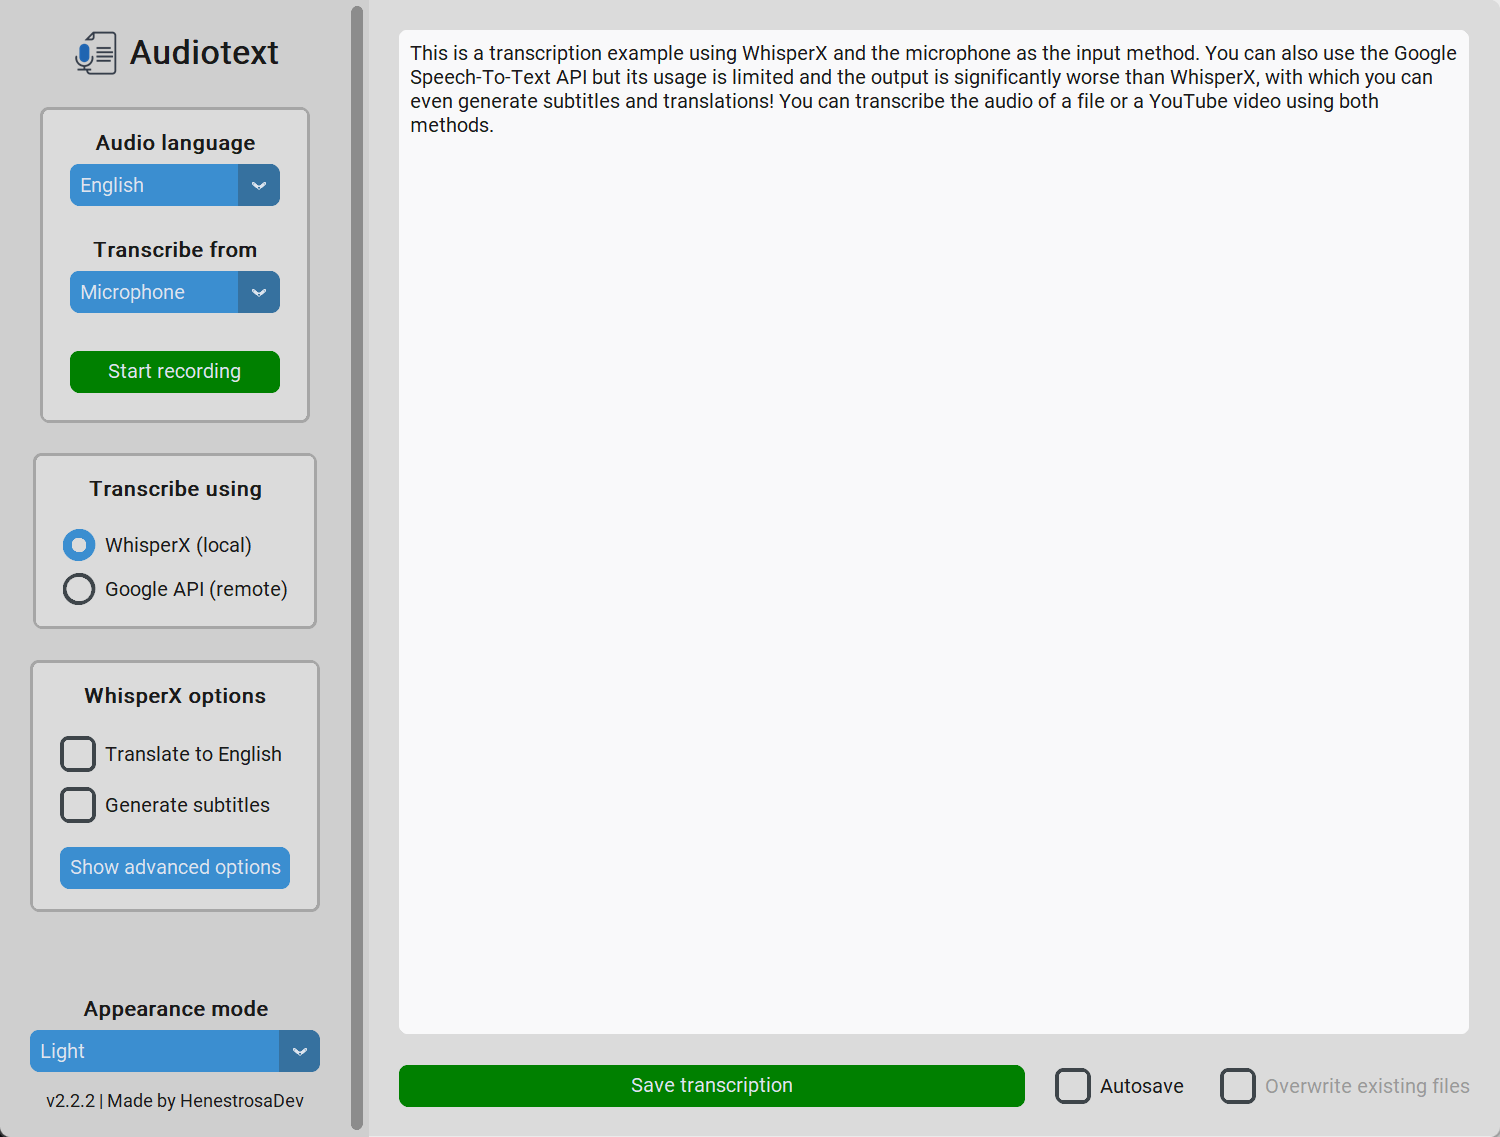 Audiotext
Audio language
English
Transcribe from
Microphone
Start recording
Transcribe using
WhisperX (local)
Google API (remote)
WhisperX options
Translate to English
Generate subtitles
Show advanced options
Appearance mode
Light
v2.2.2 | Made by HenestrosaDev
This is a transcription example using WhisperX and the microphone as the input method. You can also use the Google
Speech-To-Text API but its usage is limited and the output is significantly worse than WhisperX, with which you can
even generate subtitles and translations! You can transcribe the audio of a file or a YouTube video using both
methods.
Save transcription
Autosave
Overwrite existing files